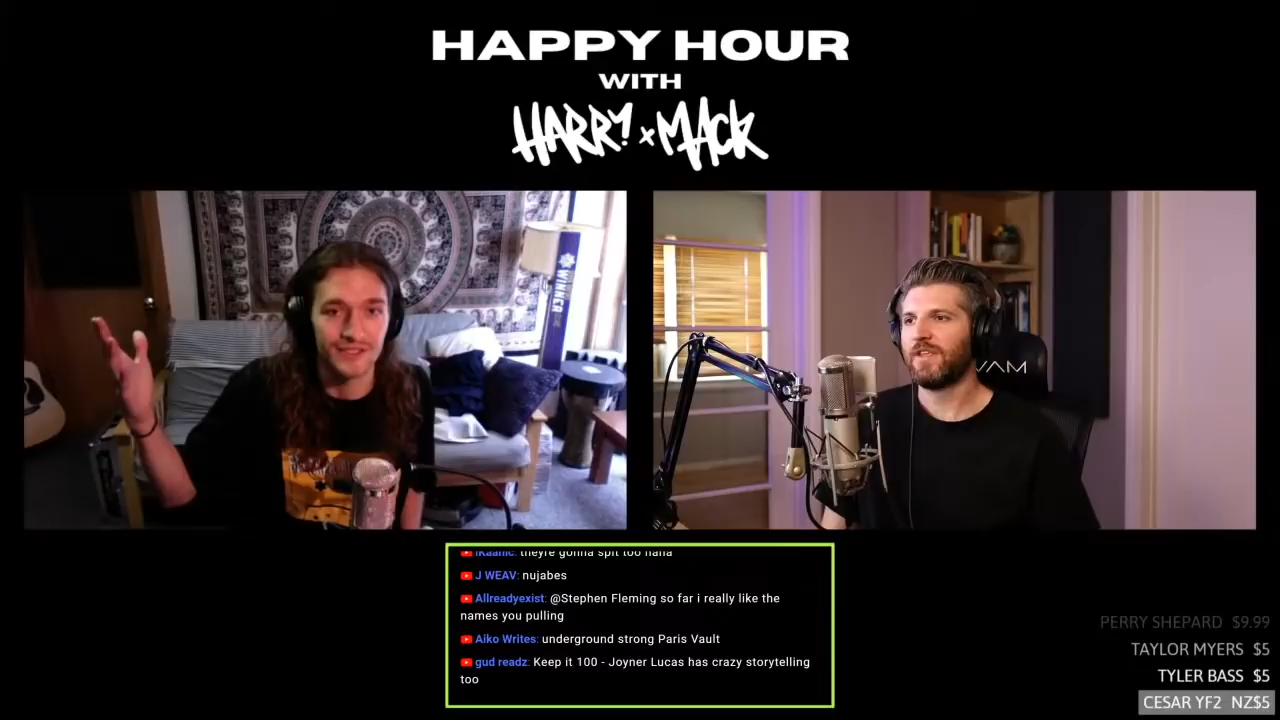 HAPPY HOUR
WITH
HARRY x MACK
WINNER
VAM
theyre gonna spit too haha
J WEAV: nujabes
Allreadyexist: @Stephen Fleming so far i really like the
names you pulling
Aiko Writes: underground strong Paris Vault
gud readz: Keep it 100 - Joyner Lucas has crazy storytelling
too
PERRY SHEPARD $9.99
TAYLOR MYERS $5
TYLER BASS $5
CESAR YF2 NZ$5